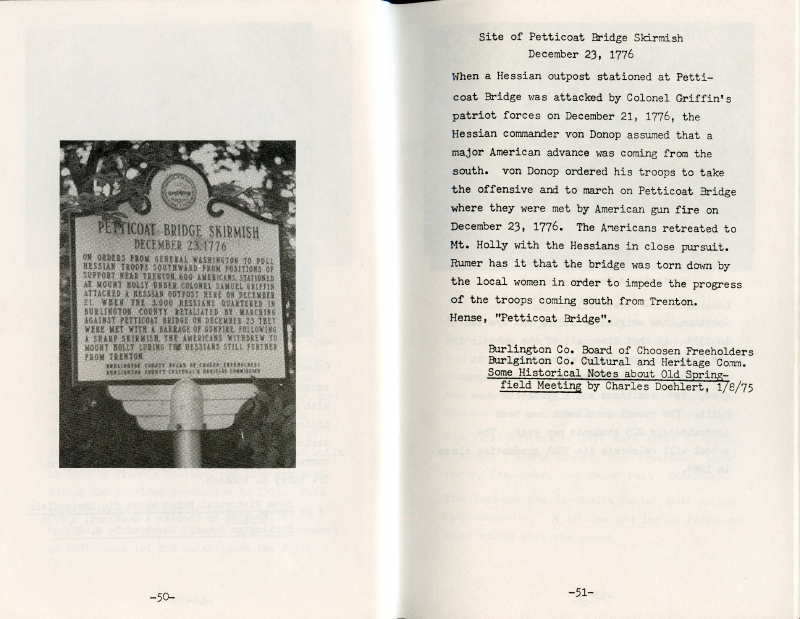 PETTICOAT BRIDGE SKIRMISH
DECEMBER 23, 1776
ON ORDERS FROM GENERAL WASHINGTON TO PULL
HESSIAN TROOPS SOUTHWARD FROM POSITIONS OF
SUPPORT NEAR TRENTON, 600 AMERICANS, STATIONED
AT MOUNT HOLLY UNDER COLONEL SAMUEL GRIFFIN
ATTACKED A HESSIAN OUTPOST HERE ON DECEMBER
21. WHEN THE 3,000 HESSIANS QUARTERED IN
BURLINGTON COUNTY RETALIATED BY MARCHING
AGAINST PETTICOAT BRIDGE ON DECEMBER 23 THEY
WERE MET WITH A BARRAGE OF GUNFIRE. FOLLOWING
A SHARP SKIRMISH, THE AMERICANS WITHDREW TO
MOUNT HOLLY LURING THE HESSIANS STILL FURTHER
FROM TRENTON.
BURLINGTON COUNTY BOARD OF CHOSEN FREEHOLDERS
BURLINGTON COUNTY CULTURAL & HERITAGE COMMISSION
-50-
Site of Petticoat Bridge Skirmish
December 23, 1776
When a Hessian outpost stationed at Petti-
coat Bridge was attacked by Colonel Griffin's
patriot forces on December 21, 1776, the
Hessian commander von Donop assumed that a
major American advance was coming from the
south.  von Donop ordered his troops to take
the offensive and to march on Petticoat Bridge
where they were met by American gun fire on
December 23, 1776.  The Americans retreated to
Mt. Holly with the Hessians in close pursuit.
Rumer has it that the bridge was torn down by
the local women in order to impede the progress
of the troops coming south from Trenton.
Hense, "Petticoat Bridge".
Burlington Co. Board of Choosen Freeholders
Burlginton Co. Cultural and Heritage Comm.
Some Historical Notes about Old Spring-
field Meeting by Charles Doehlert, 1/8/75
-51-